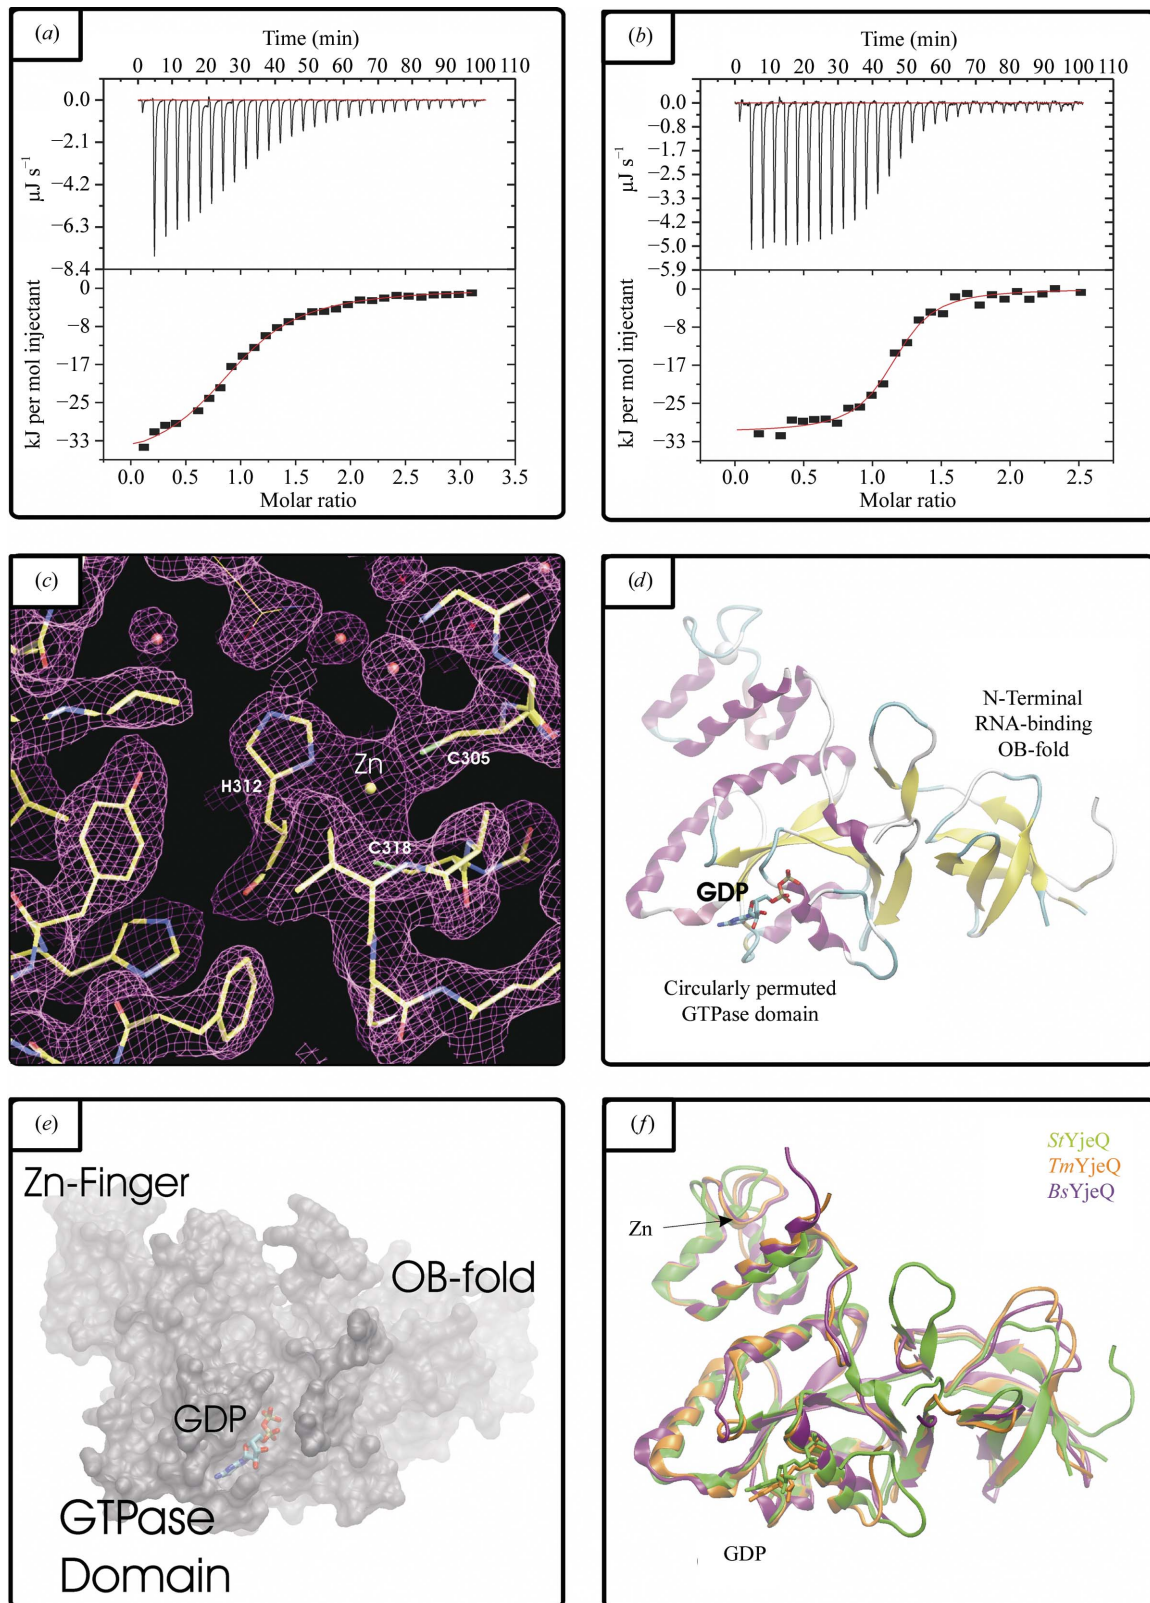 (a)
Time (min)
0 10 20 30 40 50 60 70 80 90 100 110
0.0
−2.1
−4.2
−6.3
−8.4
µJ s−1
0
−8
−17
−25
−33
kJ per mol injectant
0.0 0.5 1.0 1.5 2.0 2.5 3.0 3.5
Molar ratio
(b)
Time (min)
0 10 20 30 40 50 60 70 80 90 100 110
0.0
−0.8
−1.7
−2.5
−3.3
−4.2
−5.0
−5.9
µJ s−1
0
−8
−17
−25
−33
kJ per mol injectant
0.0 0.5 1.0 1.5 2.0 2.5
Molar ratio
(c)
Zn
C305
H312
C318
(d)
N-Terminal
RNA-binding
OB-fold
GDP
Circularly permuted
GTPase domain
(e)
Zn-Finger
OB-fold
GDP
GTPase
Domain
(f)
StYjeQ
TmYjeQ
BsYjeQ
Zn
GDP